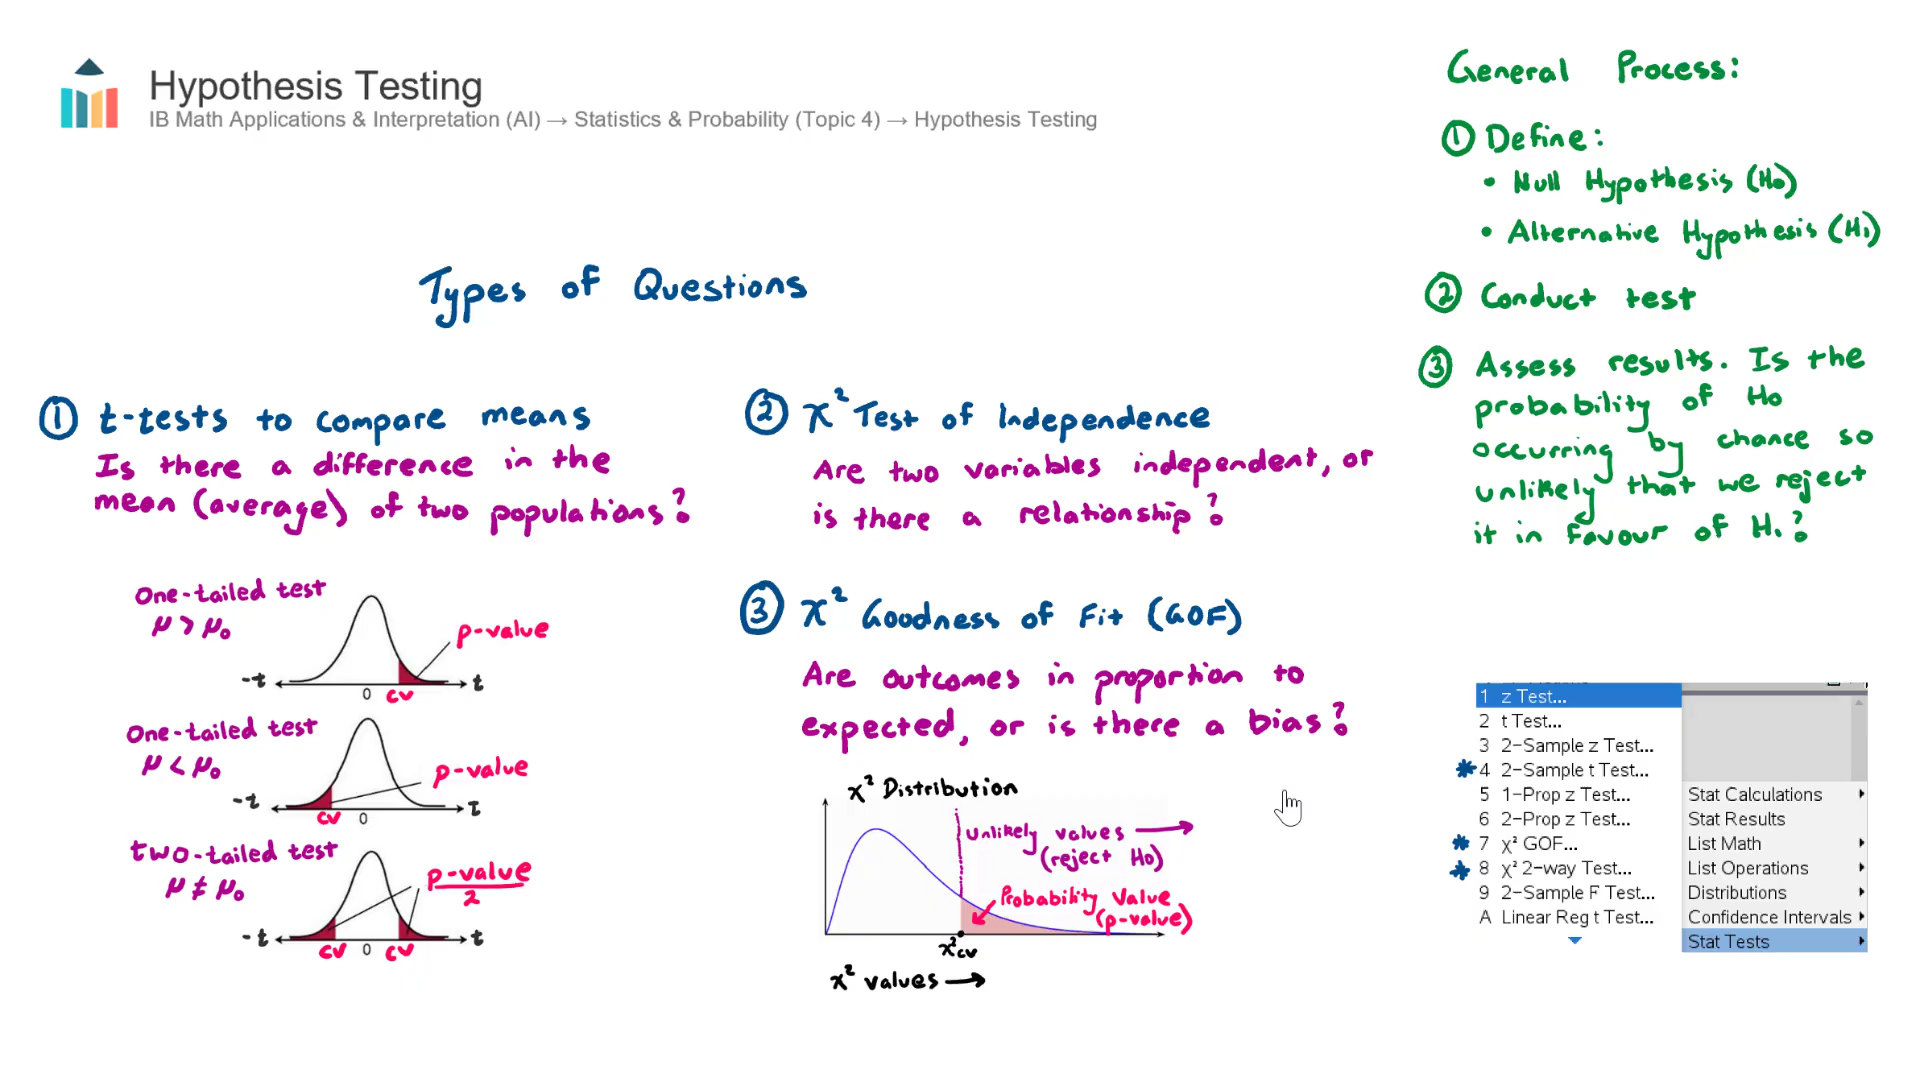 Hypothesis Testing
IB Math Applications & Interpretation (AI) → Statistics & Probability (Topic 4) → Hypothesis Testing
Types of Questions
① t-tests to compare means
Is there a difference in the
mean (average) of two populations?
One-tailed test
μ > μ₀
p-value
-t 0 cv t
One-tailed test
μ < μ₀
p-value
-t cv 0 t
two-tailed test
μ ≠ μ₀
p-value
2
-t cv 0 cv t
② χ² Test of Independence
Are two variables independent, or
is there a relationship?
③ χ² Goodness of Fit (GOF)
Are outcomes in proportion to
expected, or is there a bias?
χ² Distribution
Unlikely values
(reject H₀)
Probability Value
(p-value)
χ²cv
χ² values →
General Process:
① Define:
• Null Hypothesis (H₀)
• Alternative Hypothesis (H₁)
② Conduct test
③ Assess results. Is the
probability of H₀
occurring by chance so
unlikely that we reject
it in favour of H₁?
1 z Test...
2 t Test...
3 2-Sample z Test...
4 2-Sample t Test...
5 1-Prop z Test...
6 2-Prop z Test...
7 χ² GOF...
8 χ² 2-way Test...
9 2-Sample F Test...
A Linear Reg t Test...
Stat Calculations
Stat Results
List Math
List Operations
Distributions
Confidence Intervals
Stat Tests